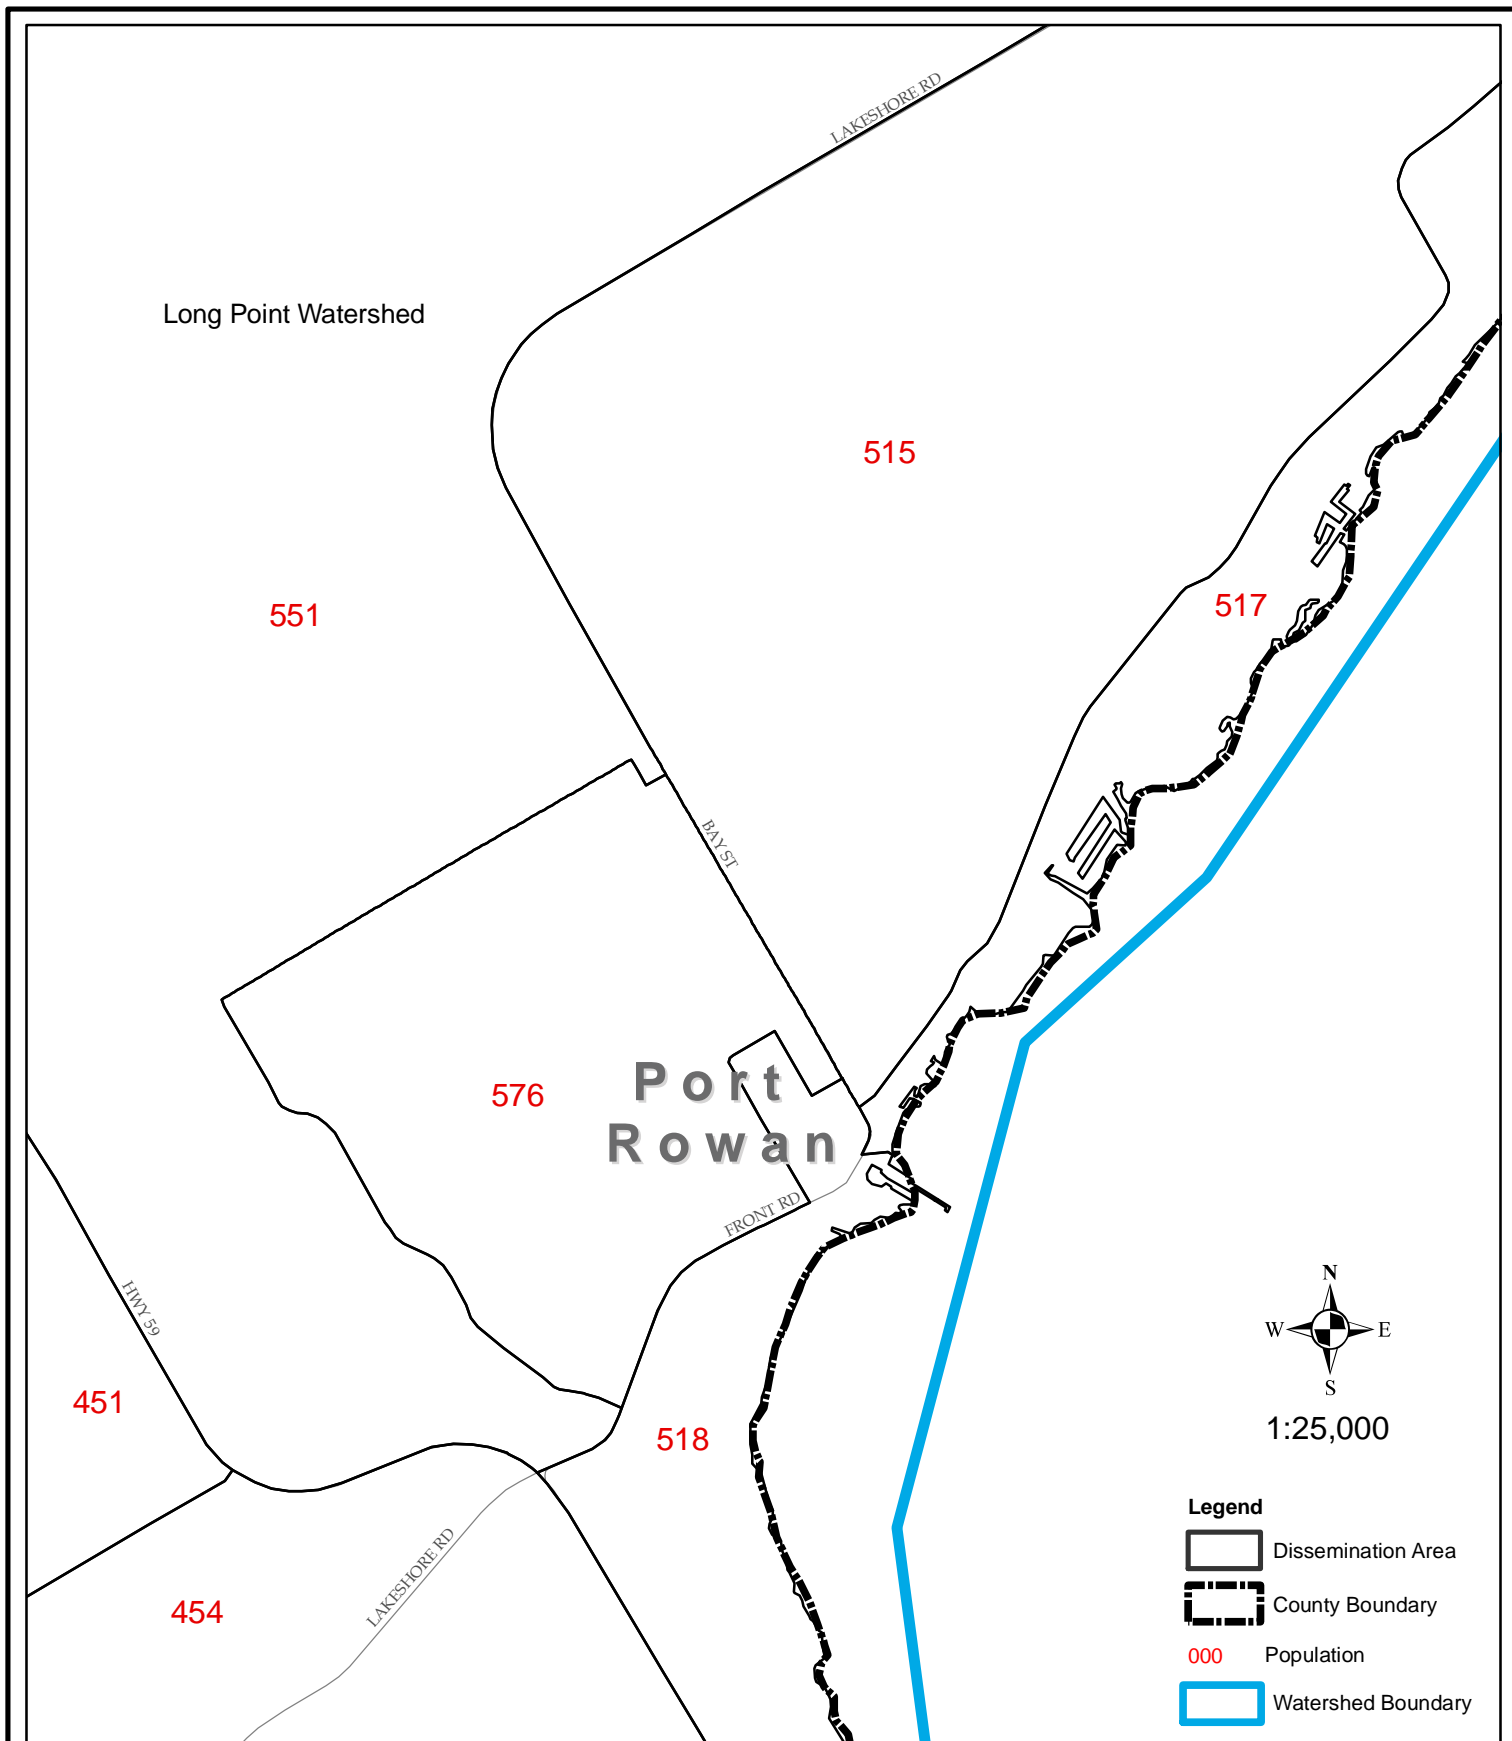 LAKESHORE RD
Long Point Watershed
515
517
551
BAY ST
576
Port
Rowan
FRONT RD
HWY 59
N
W E
S
1:25,000
451
518
Legend
Dissemination Area
County Boundary
000 Population
Watershed Boundary
LAKESHORE RD
454